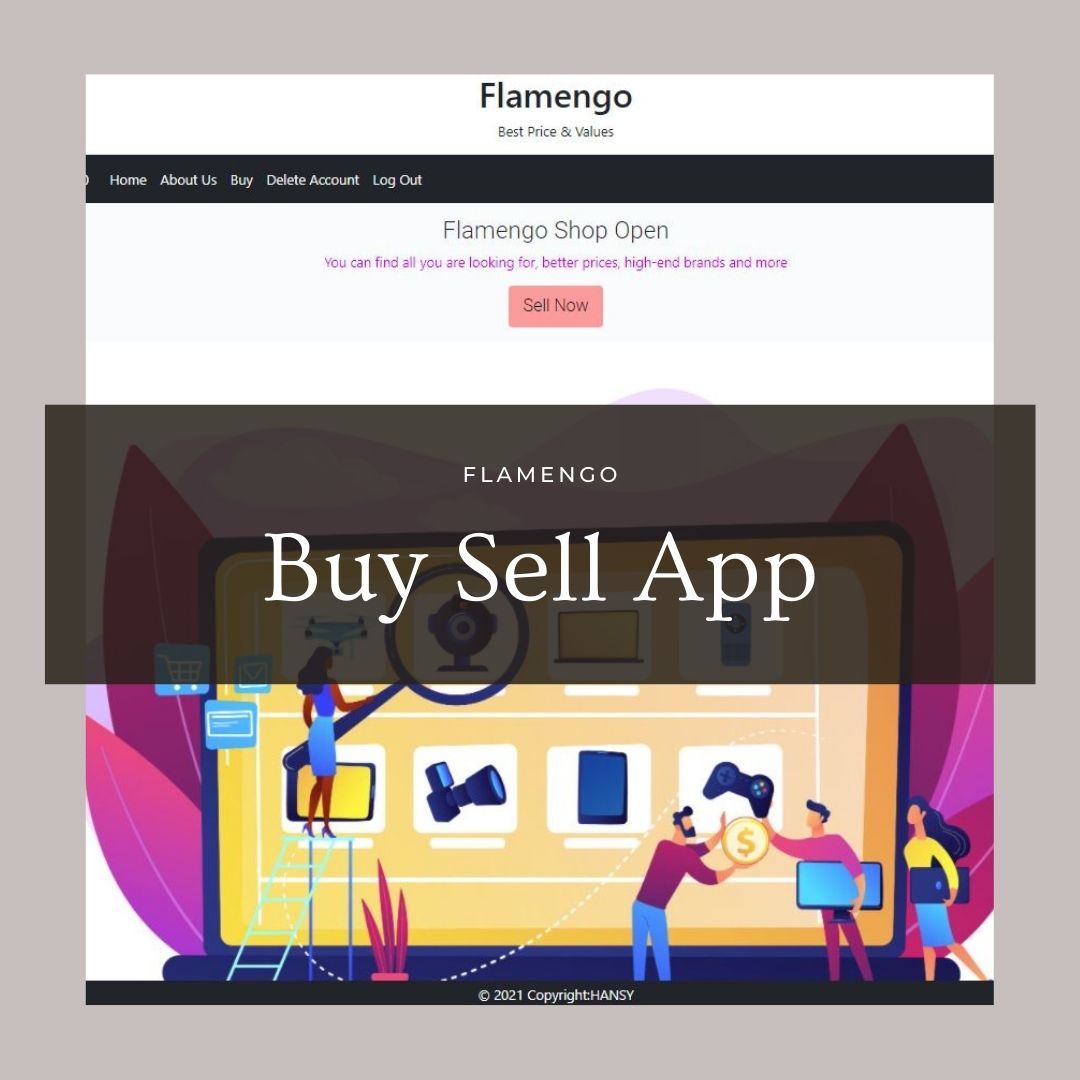 Flamengo
Best Price & Values
Home About Us Buy Delete Account Log Out
Flamengo Shop Open
You can find all you are looking for, better prices, high-end brands and more
Sell Now
FLAMENGO
Buy Sell App
$
© 2021 Copyright:HANSY